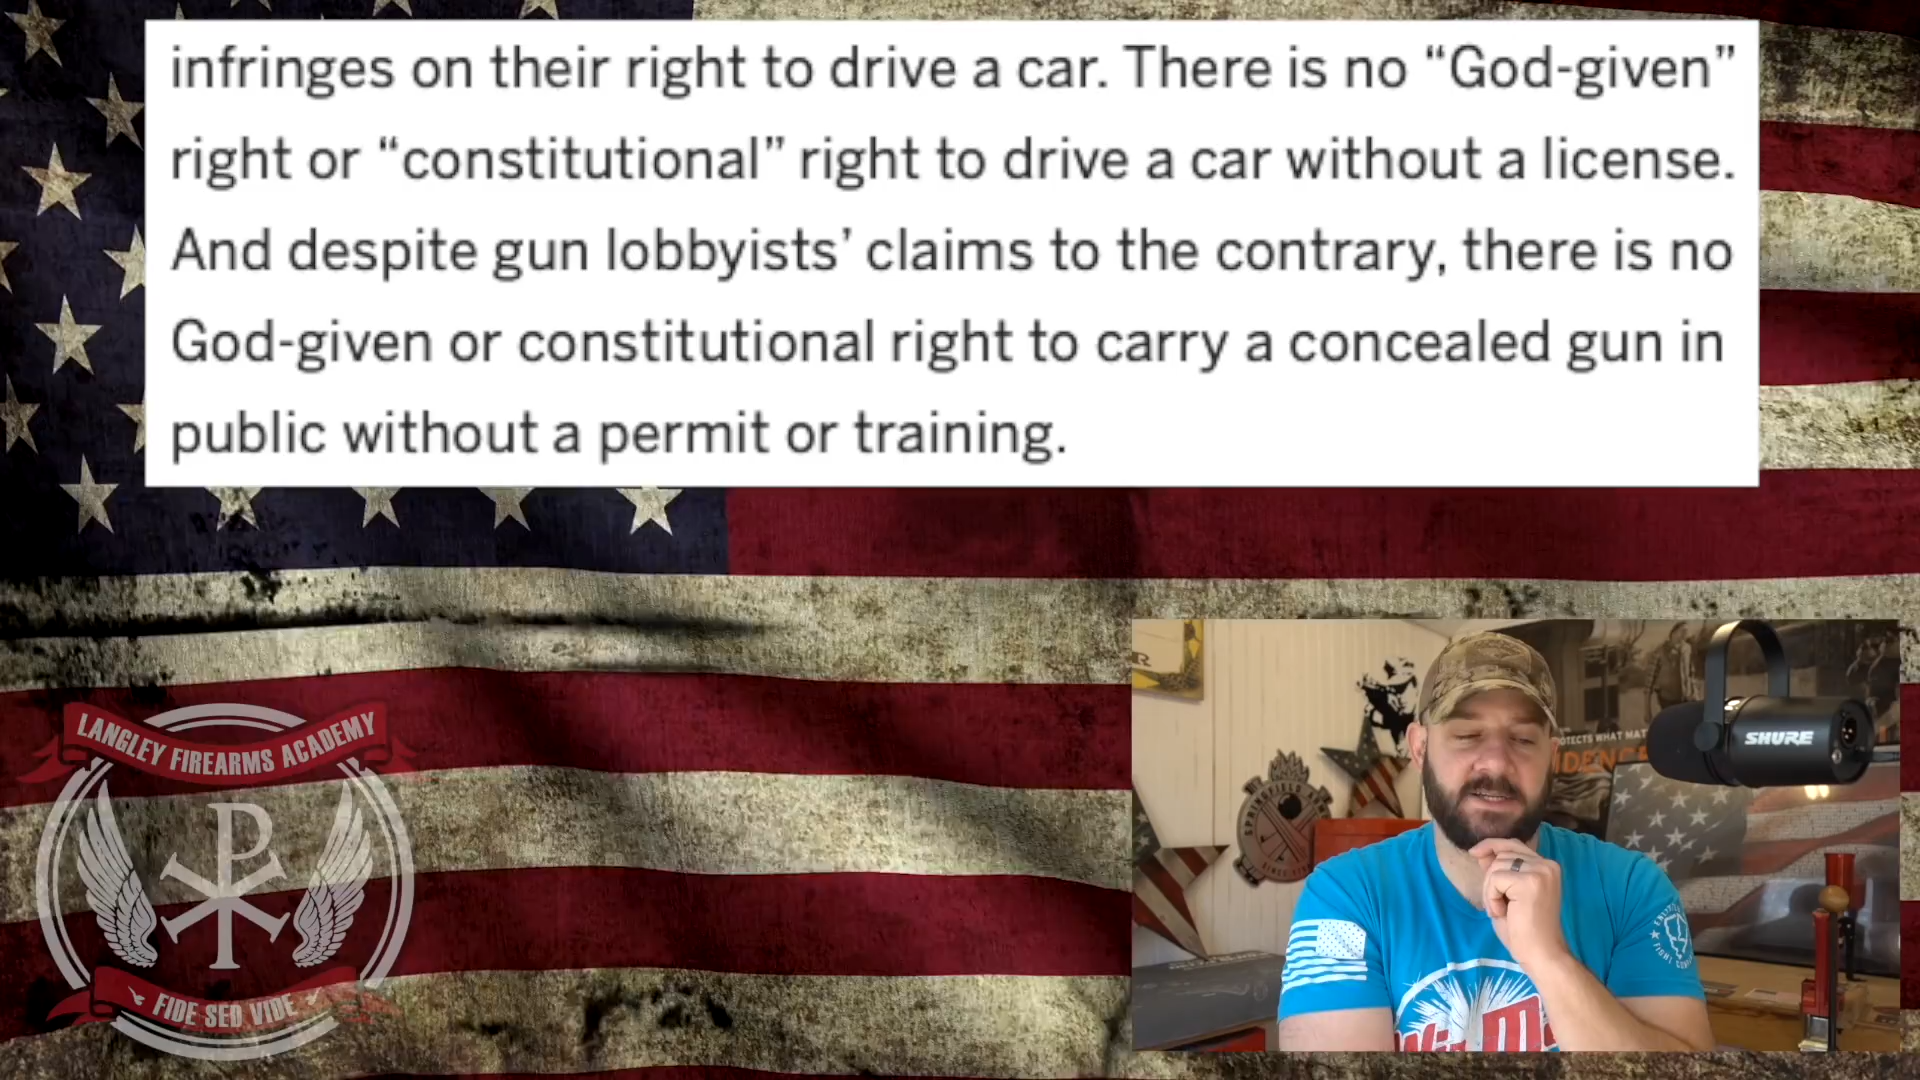 infringes on their right to drive a car. There is no “God-given”
right or “constitutional” right to drive a car without a license.
And despite gun lobbyists’ claims to the contrary, there is no
God-given or constitutional right to carry a concealed gun in
public without a permit or training.
LANGLEY FIREARMS ACADEMY
FIDE SED VIDE
SHURE
SPRINGFIELD